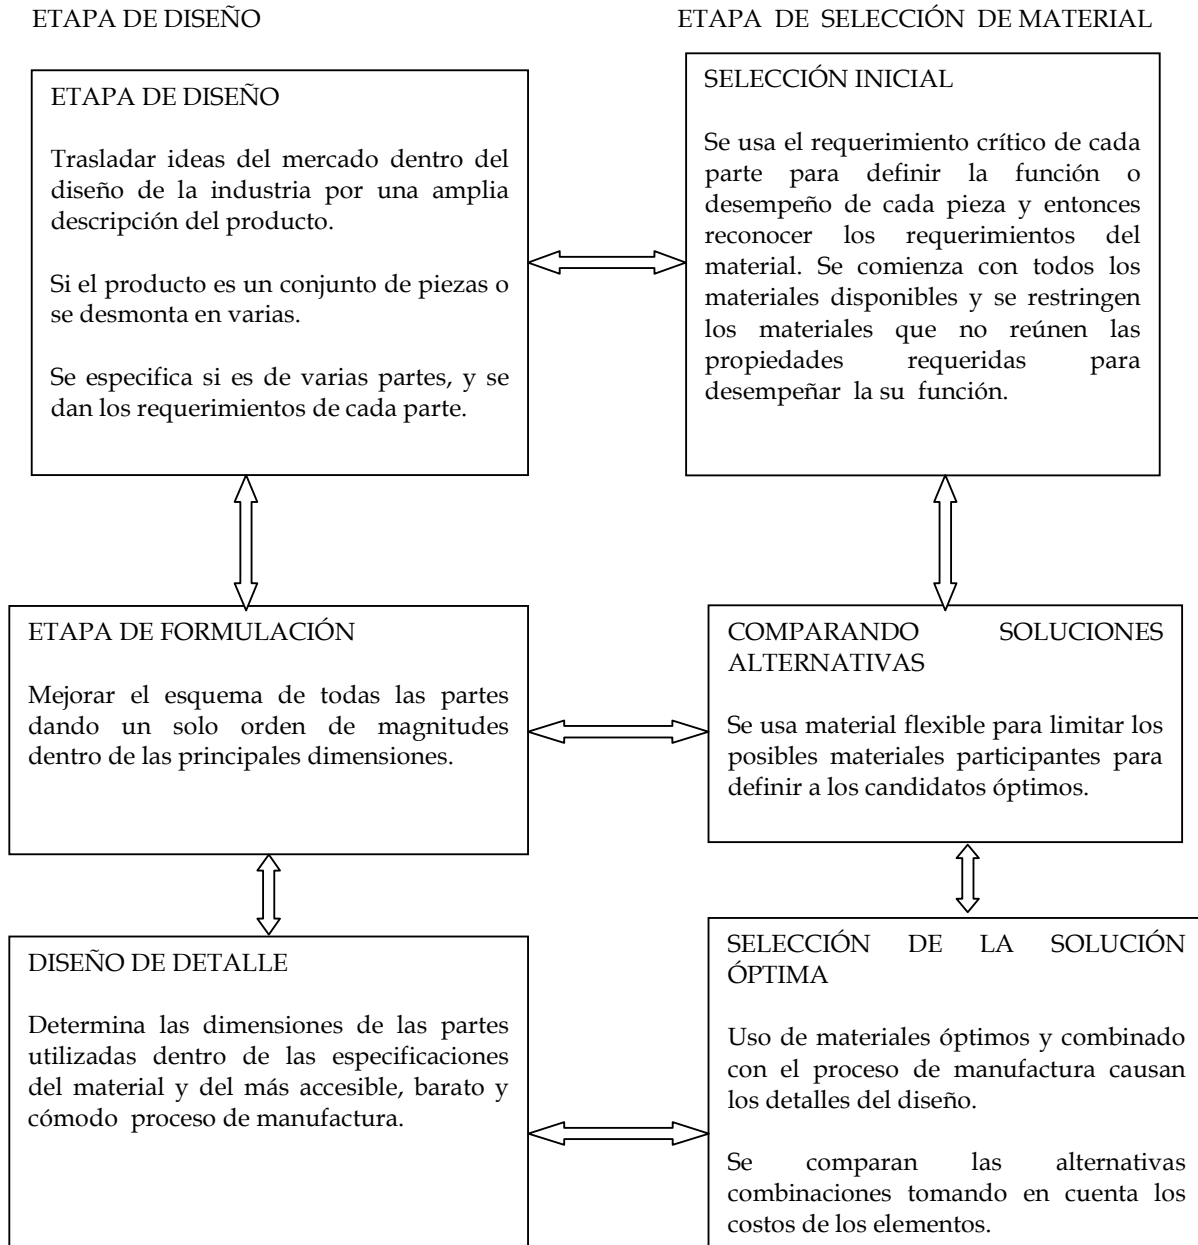 ETAPA DE DISEÑO
ETAPA DE SELECCIÓN DE MATERIAL
ETAPA DE DISEÑO
Trasladar ideas del mercado dentro del
diseño de la industria por una amplia
descripción del producto.
Si el producto es un conjunto de piezas o
se desmonta en varias.
Se especifica si es de varias partes, y se
dan los requerimientos de cada parte.
SELECCIÓN INICIAL
Se usa el requerimiento crítico de cada
parte para definir la función o
desempeño de cada pieza y entonces
reconocer los requerimientos del
material. Se comienza con todos los
materiales disponibles y se restringen
los materiales que no reúnen las
propiedades requeridas para
desempeñar la su función.
ETAPA DE FORMULACIÓN
Mejorar el esquema de todas las partes
dando un solo orden de magnitudes
dentro de las principales dimensiones.
COMPARANDO SOLUCIONES
ALTERNATIVAS
Se usa material flexible para limitar los
posibles materiales participantes para
definir a los candidatos óptimos.
DISEÑO DE DETALLE
Determina las dimensiones de las partes
utilizadas dentro de las especificaciones
del material y del más accesible, barato y
cómodo proceso de manufactura.
SELECCIÓN DE LA SOLUCIÓN
ÓPTIMA
Uso de materiales óptimos y combinado
con el proceso de manufactura causan
los detalles del diseño.
Se comparan las alternativas
combinaciones tomando en cuenta los
costos de los elementos.